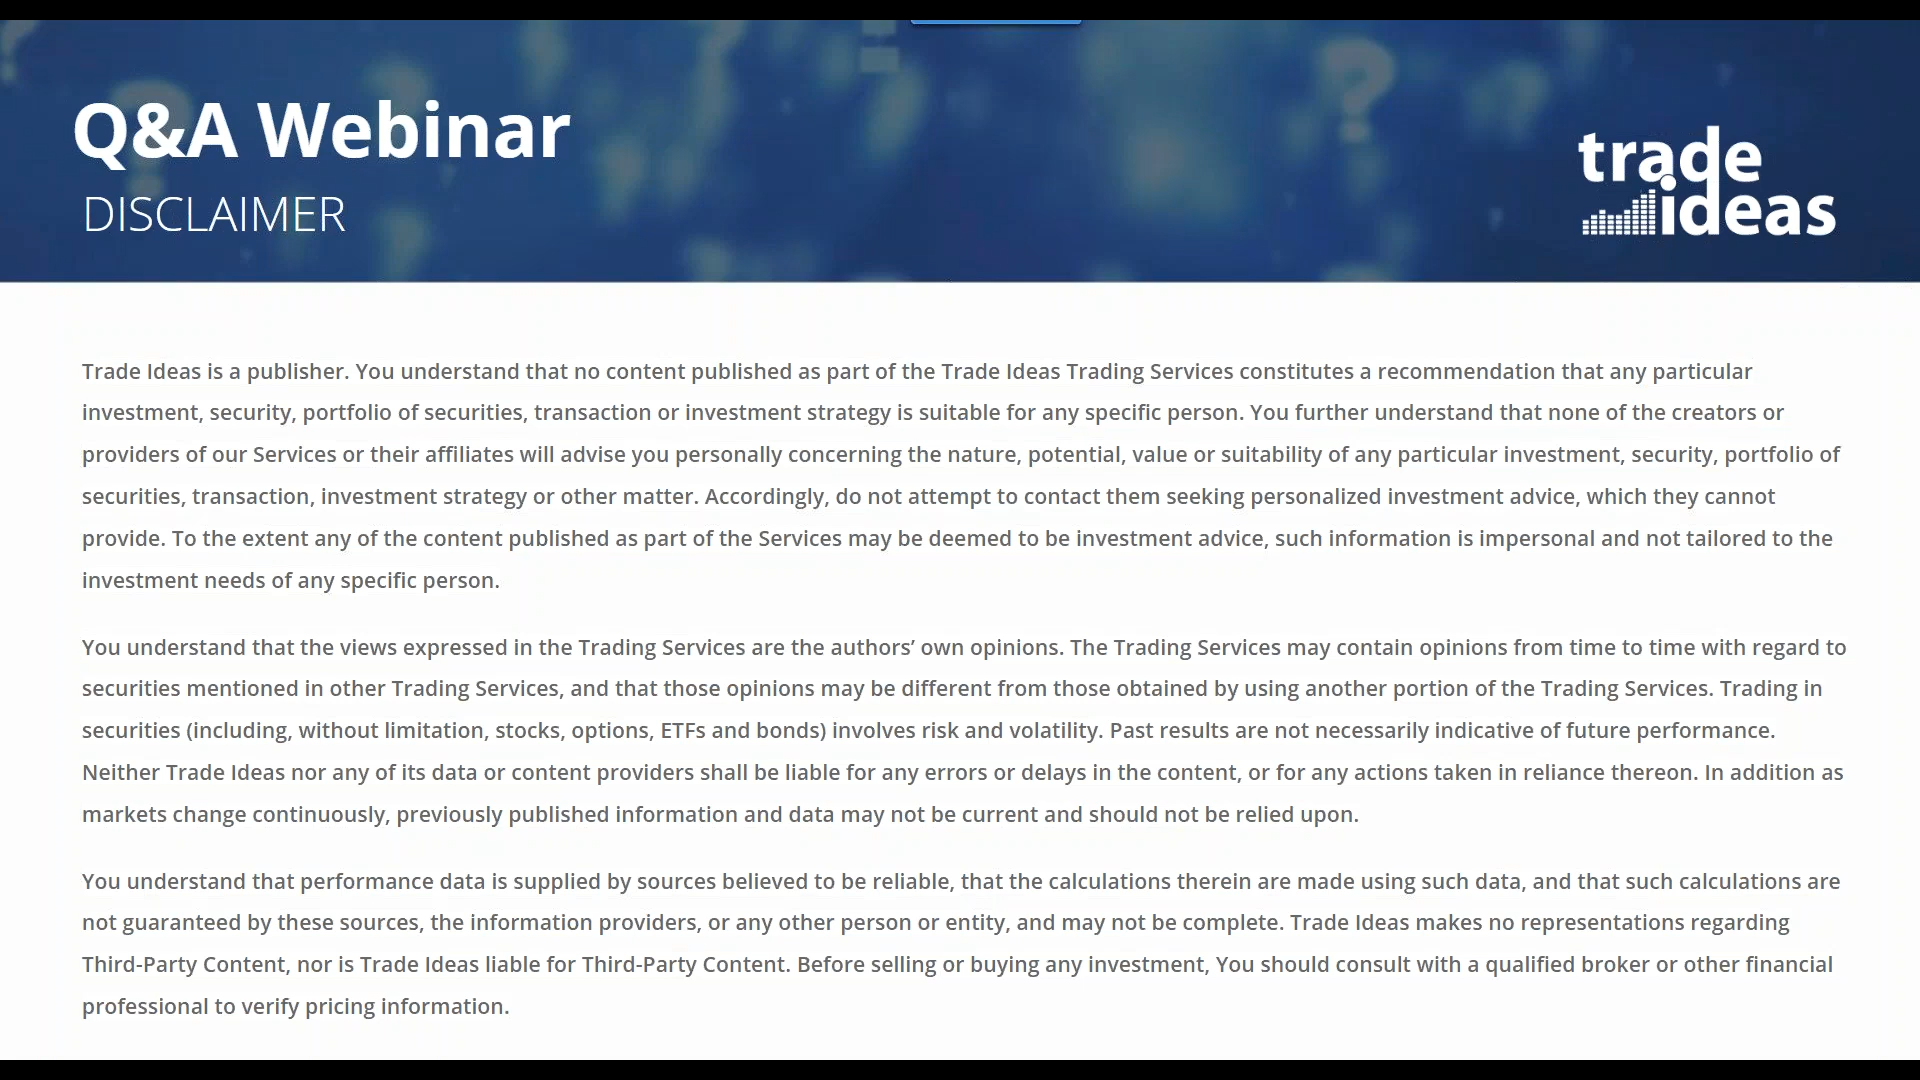 Q&A Webinar
DISCLAIMER
trade
ideas
Trade Ideas is a publisher. You understand that no content published as part of the Trade Ideas Trading Services constitutes a recommendation that any particular
investment, security, portfolio of securities, transaction or investment strategy is suitable for any specific person. You further understand that none of the creators or
providers of our Services or their affiliates will advise you personally concerning the nature, potential, value or suitability of any particular investment, security, portfolio of
securities, transaction, investment strategy or other matter. Accordingly, do not attempt to contact them seeking personalized investment advice, which they cannot
provide. To the extent any of the content published as part of the Services may be deemed to be investment advice, such information is impersonal and not tailored to the
investment needs of any specific person.
You understand that the views expressed in the Trading Services are the authors’ own opinions. The Trading Services may contain opinions from time to time with regard to
securities mentioned in other Trading Services, and that those opinions may be different from those obtained by using another portion of the Trading Services. Trading in
securities (including, without limitation, stocks, options, ETFs and bonds) involves risk and volatility. Past results are not necessarily indicative of future performance.
Neither Trade Ideas nor any of its data or content providers shall be liable for any errors or delays in the content, or for any actions taken in reliance thereon. In addition as
markets change continuously, previously published information and data may not be current and should not be relied upon.
You understand that performance data is supplied by sources believed to be reliable, that the calculations therein are made using such data, and that such calculations are
not guaranteed by these sources, the information providers, or any other person or entity, and may not be complete. Trade Ideas makes no representations regarding
Third-Party Content, nor is Trade Ideas liable for Third-Party Content. Before selling or buying any investment, You should consult with a qualified broker or other financial
professional to verify pricing information.